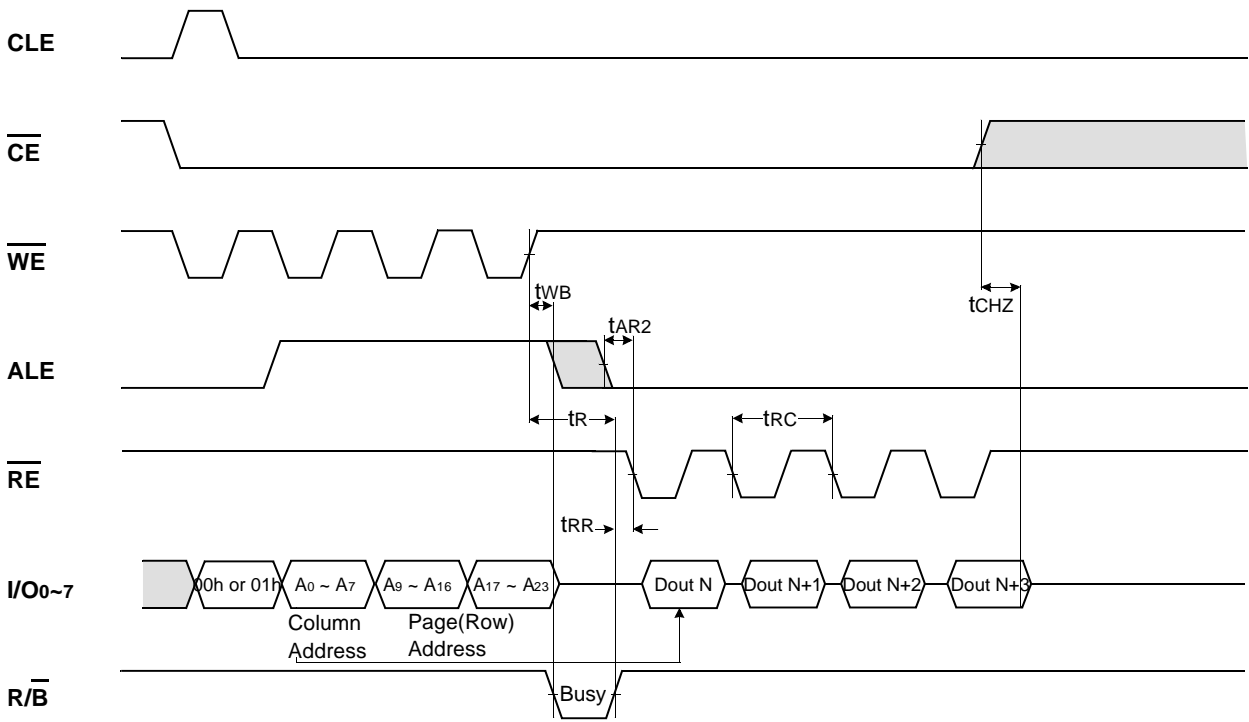 CLE
CE
WE
tWB
tCHZ
tAR2
ALE
tR
tRC
RE
tRR
I/O0~7
00h or 01h
A0 ~ A7
A9 ~ A16
A17 ~ A23
Dout N
Dout N+1
Dout N+2
Dout N+3
Column
Address
Page(Row)
Address
R/B
Busy